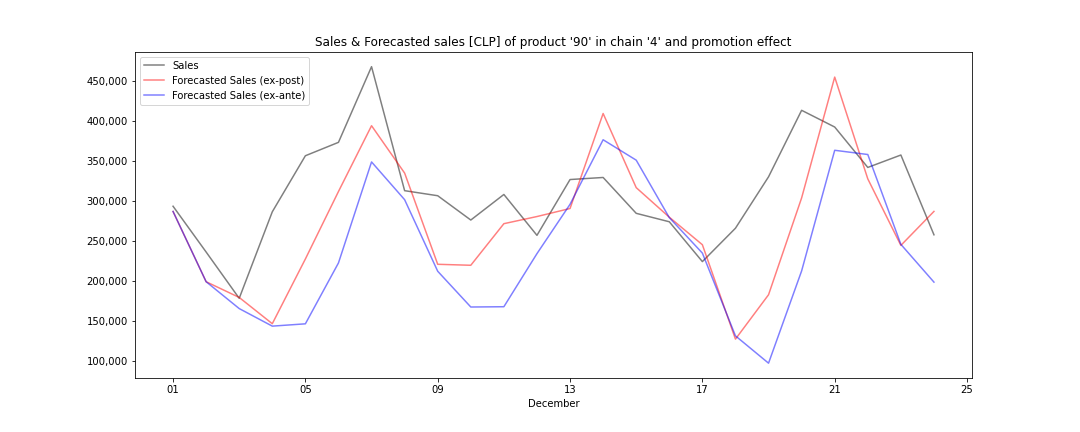 Sales & Forecasted sales [CLP] of product '90' in chain '4' and promotion effect
Sales
Forecasted Sales (ex-post)
Forecasted Sales (ex-ante)
450,000
400,000
350,000
300,000
250,000
200,000
150,000
100,000
01 05 09 13 17 21 25
December